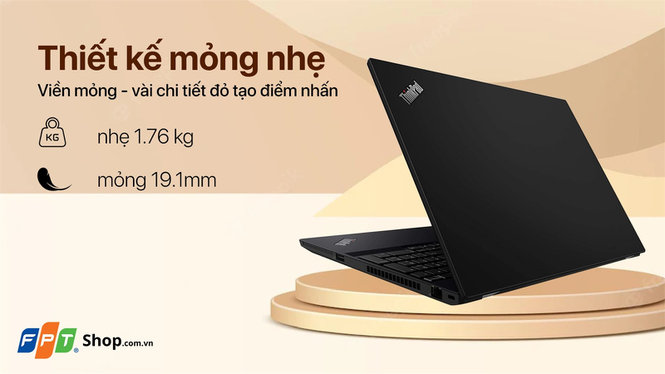 Thiết kế mỏng nhẹ
Viền mỏng - vài chi tiết đỏ tạo điểm nhấn
KG
nhẹ 1.76 kg
mỏng 19.1mm
ThinkPad
ThinkPad
FPT Shop.com.vn